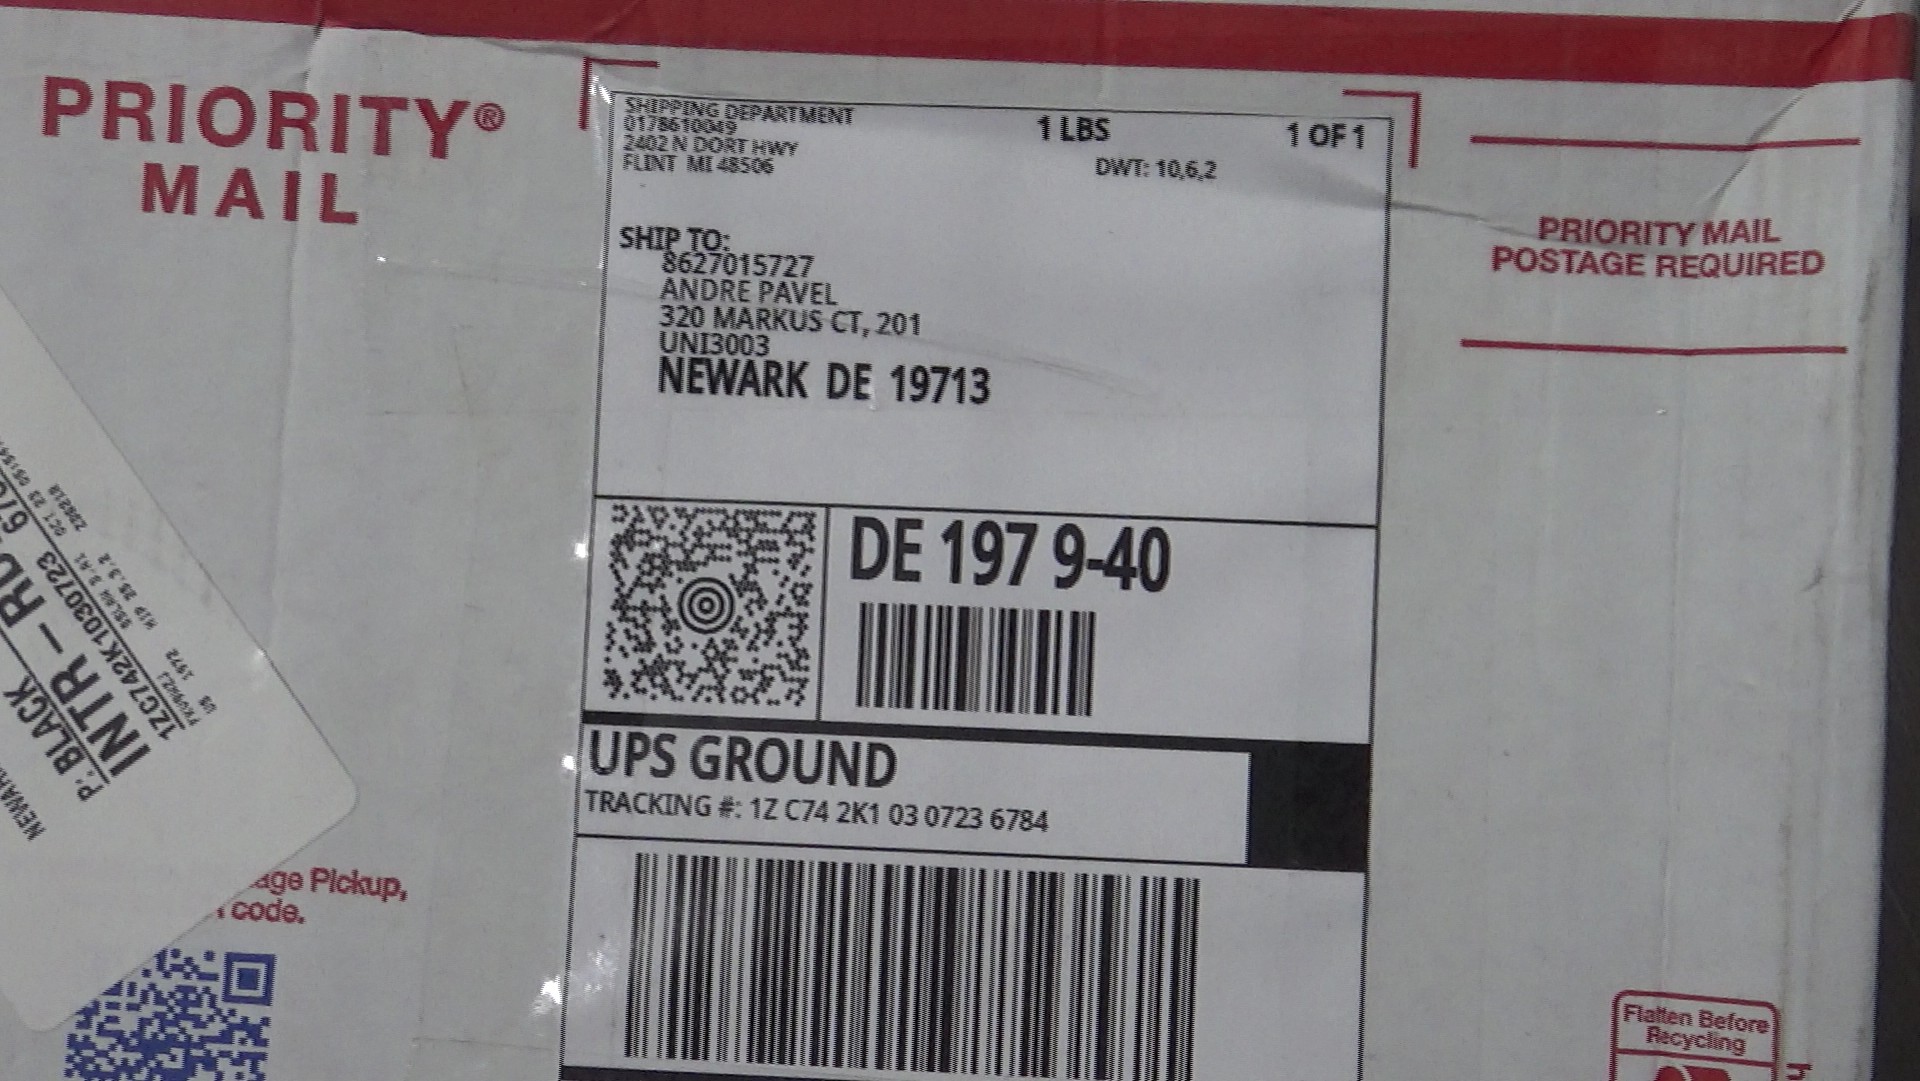 PRIORITY®
MAIL
SHIPPING DEPARTMENT
0178610049
2402 N DORT HWY
FLINT MI 48506
1 LBS
1 OF 1
DWT: 10,6,2
SHIP TO:
8627015727
ANDRE PAVEL
320 MARKUS CT, 201
UNI3003
NEWARK DE 19713
PRIORITY MAIL
POSTAGE REQUIRED
DE 197 9-40
UPS GROUND
TRACKING #: 1Z C74 2K1 03 0723 6784
P: BLACK
INTR – RD
1ZC742K1030723
US 1972
age Pickup,
code.
Flatten Before
Recycling